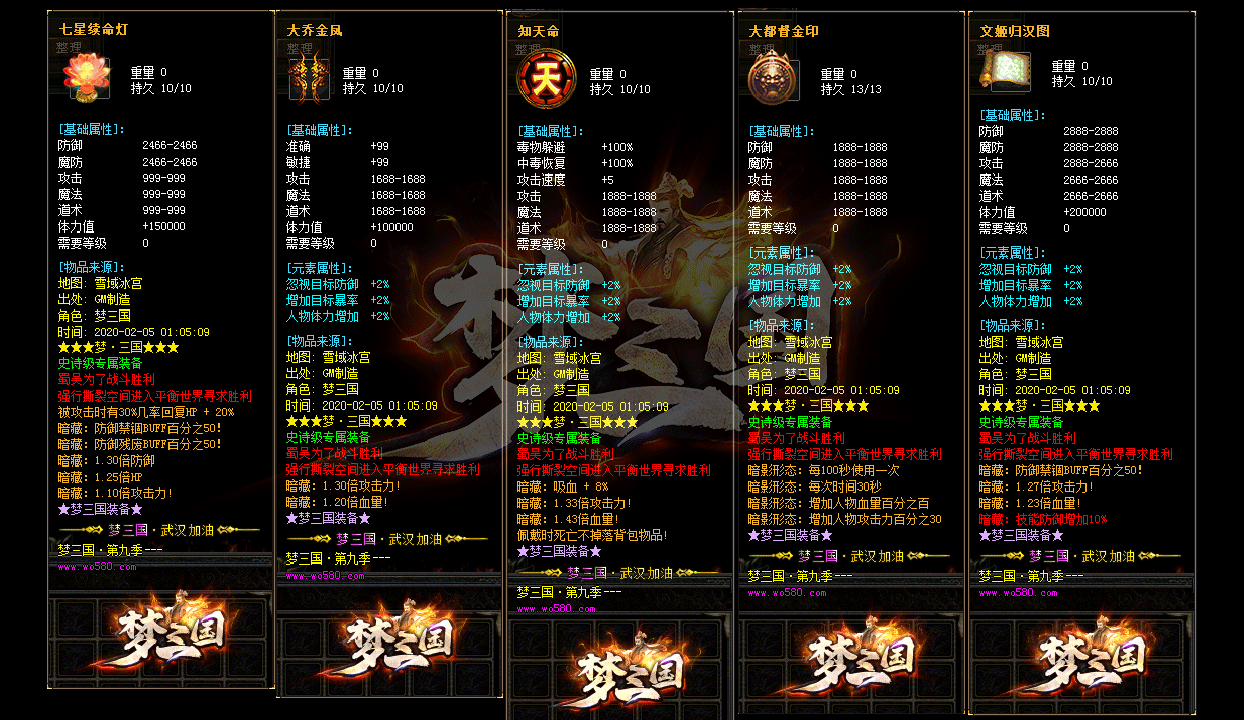 七星续命灯
整理
重量 0
持久 10/10
[基础属性]:
防御 2466-2466
魔防 2466-2466
攻击 999-999
魔法 999-999
道术 999-999
体力值 +150000
需要等级 0
[物品来源]:
地图: 雪域冰宫
出处: GM制造
角色: 梦三国
时间: 2020-02-05 01:05:09
★★★梦·三国★★★
史诗级专属装备
蜀吴为了战斗胜利
强行撕裂空间进入平衡世界寻求胜利
被攻击时有30%几率回复HP + 20%
暗藏: 防御禁锢BUFF百分之50!
暗藏: 防御残废BUFF百分之50!
暗藏: 1.30倍防御
暗藏: 1.25倍HP
暗藏: 1.10倍攻击力!
★梦三国装备★
梦三国·武汉加油
梦三国·第九季---
www.wo580.com
梦三国
大乔金凤
整理
重量 0
持久 10/10
[基础属性]:
准确 +99
敏捷 +99
攻击 1688-1688
魔法 1688-1688
道术 1688-1688
体力值 +100000
需要等级 0
[元素属性]:
忽视目标防御 +2%
增加目标暴率 +2%
人物体力增加 +2%
[物品来源]:
地图: 雪域冰宫
出处: GM制造
角色: 梦三国
时间: 2020-02-05 01:05:09
★★★梦·三国★★★
史诗级专属装备
蜀吴为了战斗胜利
强行撕裂空间进入平衡世界寻求胜利
暗藏: 1.30倍攻击力!
暗藏: 1.20倍血量!
★梦三国装备★
梦三国·武汉加油
梦三国·第九季---
www.wo580.com
梦三国
知天命
整理
天
重量 0
持久 10/10
[基础属性]:
毒物躲避 +100%
中毒恢复 +100%
攻击速度 +5
攻击 1888-1888
魔法 1888-1888
道术 1888-1888
需要等级 0
[元素属性]:
忽视目标防御 +2%
增加目标暴率 +2%
人物体力增加 +2%
[物品来源]:
地图: 雪域冰宫
出处: GM制造
角色: 梦三国
时间: 2020-02-05 01:05:09
★★★梦·三国★★★
史诗级专属装备
蜀吴为了战斗胜利
强行撕裂空间进入平衡世界寻求胜利
暗藏: 吸血 + 8%
暗藏: 1.33倍攻击力!
暗藏: 1.43倍血量!
佩戴时死亡不掉落背包物品!
★梦三国装备★
梦三国·武汉加油
梦三国·第九季---
www.wo580.com
梦三国
大都督金印
整理
重量 0
持久 13/13
[基础属性]:
防御 1888-1888
魔防 1888-1888
攻击 1888-1888
魔法 1888-1888
道术 1888-1888
需要等级 0
[元素属性]:
忽视目标防御 +2%
增加目标暴率 +2%
人物体力增加 +2%
[物品来源]:
地图: 雪域冰宫
出处: GM制造
角色: 梦三国
时间: 2020-02-05 01:05:09
★★★梦·三国★★★
史诗级专属装备
蜀吴为了战斗胜利
强行撕裂空间进入平衡世界寻求胜利
暗影形态: 每100秒使用一次
暗影形态: 每次时间30秒
暗影形态: 增加人物血量百分之百
暗影形态: 增加人物攻击力百分之30
★梦三国装备★
梦三国·武汉加油
梦三国·第九季---
www.wo580.com
梦三国
文姬归汉图
整理
重量 0
持久 10/10
[基础属性]:
防御 2888-2888
魔防 2888-2888
攻击 2888-2666
魔法 2666-2666
道术 2666-2666
体力值 +200000
需要等级 0
[元素属性]:
忽视目标防御 +2%
增加目标暴率 +2%
人物体力增加 +2%
[物品来源]:
地图: 雪域冰宫
出处: GM制造
角色: 梦三国
时间: 2020-02-05 01:05:09
★★★梦·三国★★★
史诗级专属装备
蜀吴为了战斗胜利
强行撕裂空间进入平衡世界寻求胜利
暗藏: 防御禁锢BUFF百分之50!
暗藏: 1.27倍攻击力!
暗藏: 1.23倍血量!
暗藏: 技能防御增加10%
★梦三国装备★
梦三国·武汉加油
梦三国·第九季---
www.wo580.com
梦三国
梦三国